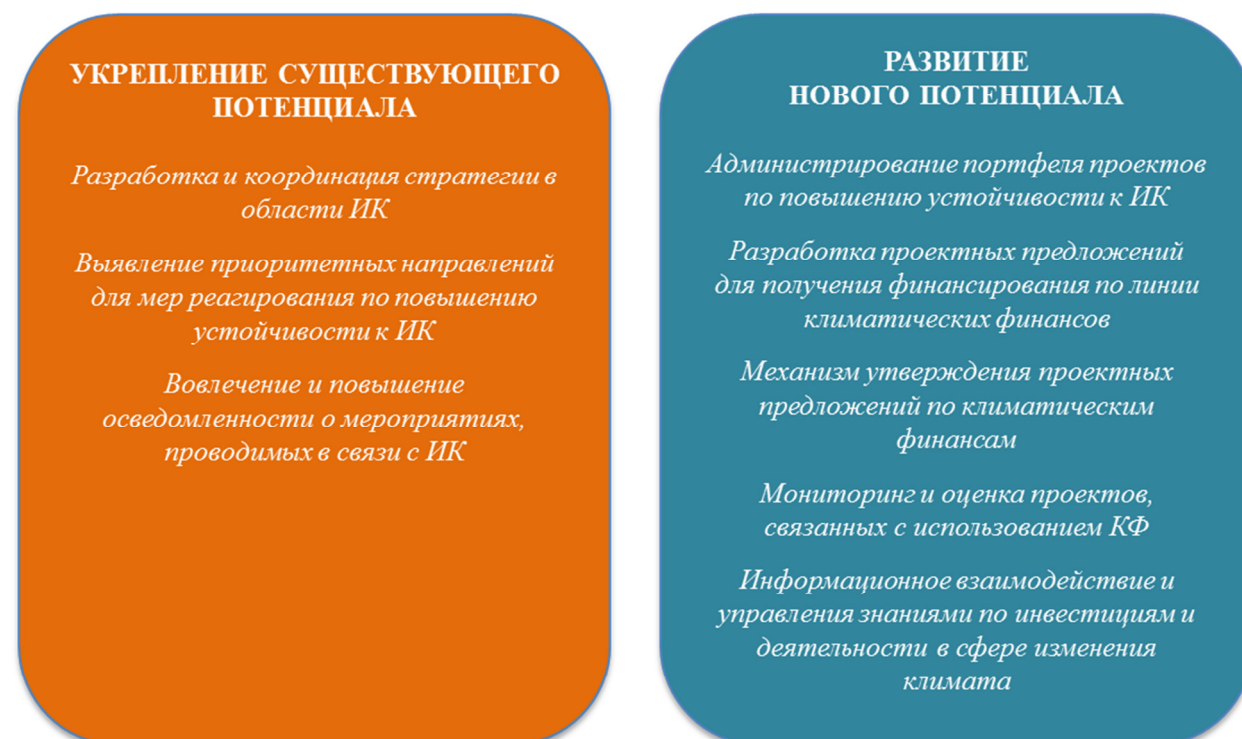 УКРЕПЛЕНИЕ СУЩЕСТВУЮЩЕГО
ПОТЕНЦИАЛА
Разработка и координация стратегии в
области ИК
Выявление приоритетных направлений
для мер реагирования по повышению
устойчивости к ИК
Вовлечение и повышение
осведомленности о мероприятиях,
проводимых в связи с ИК
РАЗВИТИЕ
НОВОГО ПОТЕНЦИАЛА
Администрирование портфеля проектов
по повышению устойчивости к ИК
Разработка проектных предложений
для получения финансирования по линии
климатических финансов
Механизм утверждения проектных
предложений по климатическим
финансам
Мониторинг и оценка проектов,
связанных с использованием КФ
Информационное взаимодействие и
управления знаниями по инвестициям и
деятельности в сфере изменения
климата